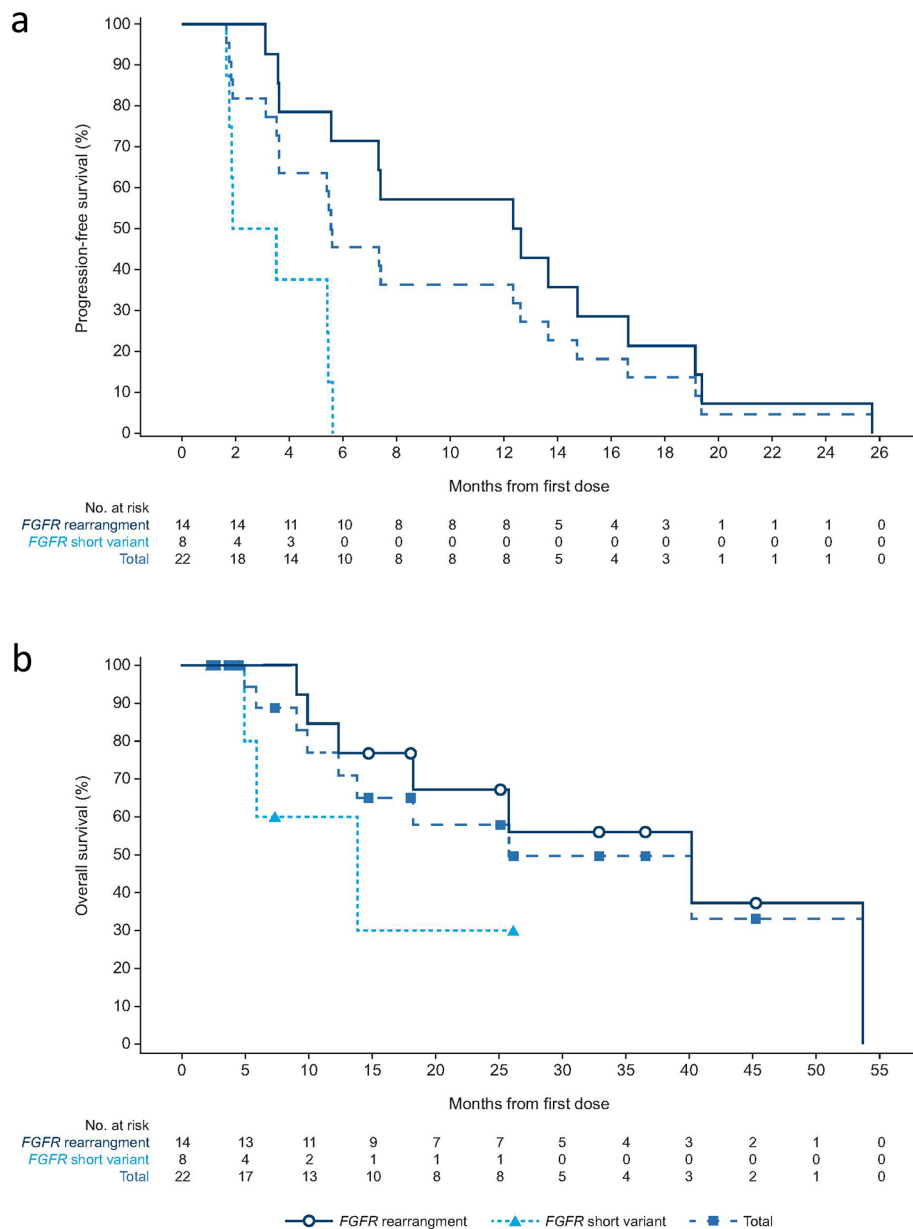 a
Progression-free survival (%)
100
90
80
70
60
50
40
30
20
10
0
0 2 4 6 8 10 12 14 16 18 20 22 24 26
Months from first dose
No. at risk
FGFR rearrangment 14 14 11 10 8 8 8 5 4 3 1 1 1 0
FGFR short variant 8 4 3 0 0 0 0 0 0 0 0 0 0 0
Total 22 18 14 10 8 8 8 5 4 3 1 1 1 0
b
Overall survival (%)
100
90
80
70
60
50
40
30
20
10
0
0 5 10 15 20 25 30 35 40 45 50 55
Months from first dose
No. at risk
FGFR rearrangment 14 13 11 9 7 7 5 4 3 2 1 0
FGFR short variant 8 4 2 1 1 1 0 0 0 0 0 0
Total 22 17 13 10 8 8 5 4 3 2 1 0
FGFR rearrangment FGFR short variant Total